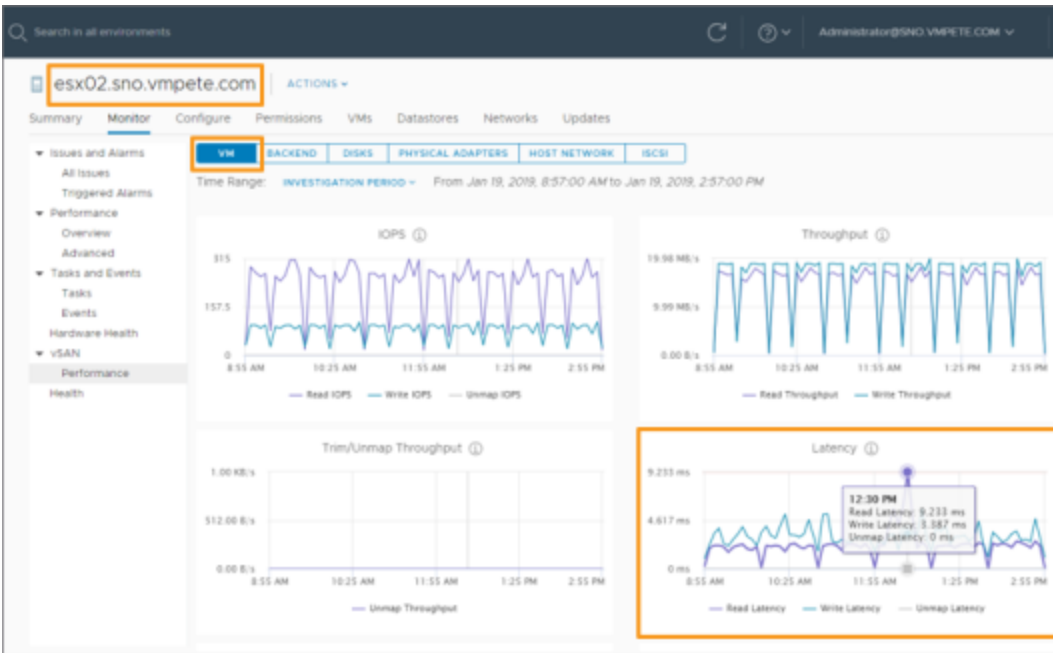 Search in all environments
Administrator@SNO.VMPETE.COM
esx02.sno.vmpete.com
ACTIONS
Summary Monitor Configure Permissions VMs Datastores Networks Updates
Issues and Alarms
All Issues
Triggered Alarms
Performance
Overview
Advanced
Tasks and Events
Tasks
Events
Hardware Health
vSAN
Performance
Health
VM BACKEND DISKS PHYSICAL ADAPTERS HOST NETWORK ISCSI
Time Range: INVESTIGATION PERIOD From Jan 19, 2019, 8:57:00 AM to Jan 19, 2019, 2:57:00 PM
IOPS
315
157.5
0
8:55 AM 10:25 AM 11:55 AM 1:25 PM 2:55 PM
Read IOPS Write IOPS Unmap IOPS
Throughput
19.98 MB/s
9.99 MB/s
0.00 B/s
8:55 AM 10:25 AM 11:55 AM 1:25 PM 2:55 PM
Read Throughput Write Throughput
Trim/Unmap Throughput
1.00 KB/s
512.00 B/s
0.00 B/s
8:55 AM 10:25 AM 11:55 AM 1:25 PM 2:55 PM
Unmap Throughput
Latency
9.233 ms
4.617 ms
0 ms
12:30 PM
Read Latency: 9.233 ms
Write Latency: 3.387 ms
Unmap Latency: 0 ms
8:55 AM 10:25 AM 11:55 AM 1:25 PM 2:55 PM
Read Latency Write Latency Unmap Latency